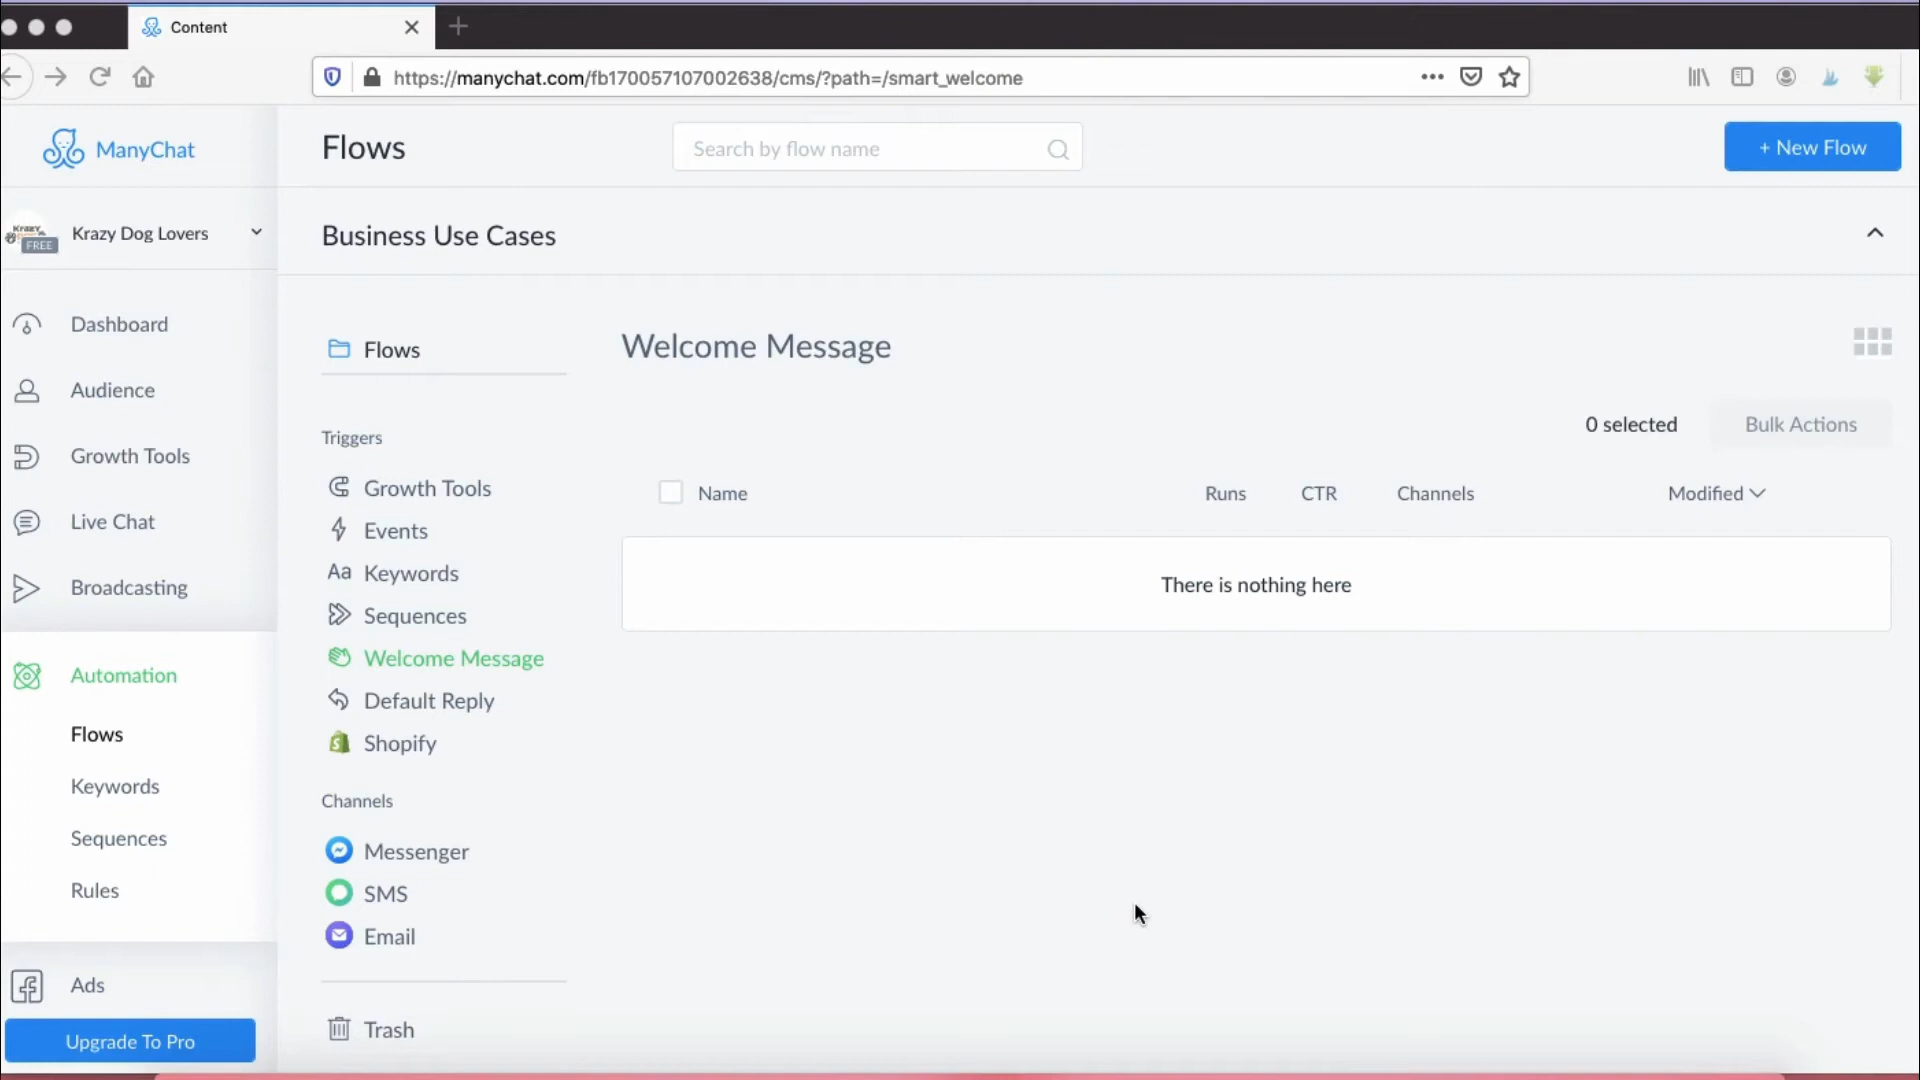 Content
https://manychat.com/fb170057107002638/cms/?path=/smart_welcome
ManyChat
Flows
Search by flow name
+ New Flow
Krazy
FREE
Krazy Dog Lovers
Business Use Cases
Dashboard
Audience
Growth Tools
Live Chat
Broadcasting
Automation
Flows
Keywords
Sequences
Rules
Ads
Upgrade To Pro
Flows
Triggers
Growth Tools
Events
Aa Keywords
Sequences
Welcome Message
Default Reply
Shopify
Channels
Messenger
SMS
Email
Trash
Welcome Message
0 selected
Bulk Actions
Name Runs CTR Channels Modified
There is nothing here